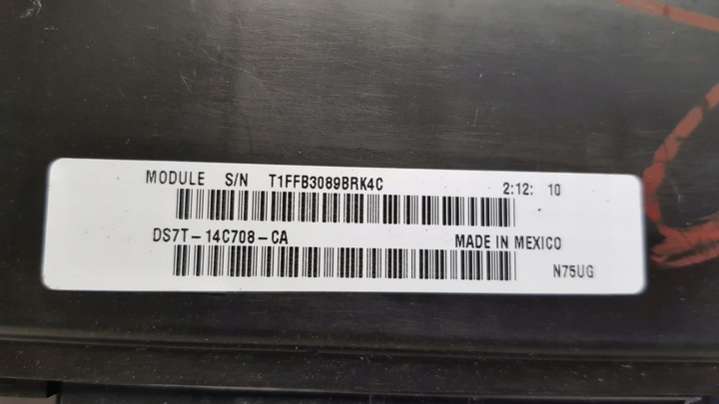 MODULE S/N T1FFB3089BRK4C 2:12: 10
DS7T-14C708-CA MADE IN MEXICO
N75UG